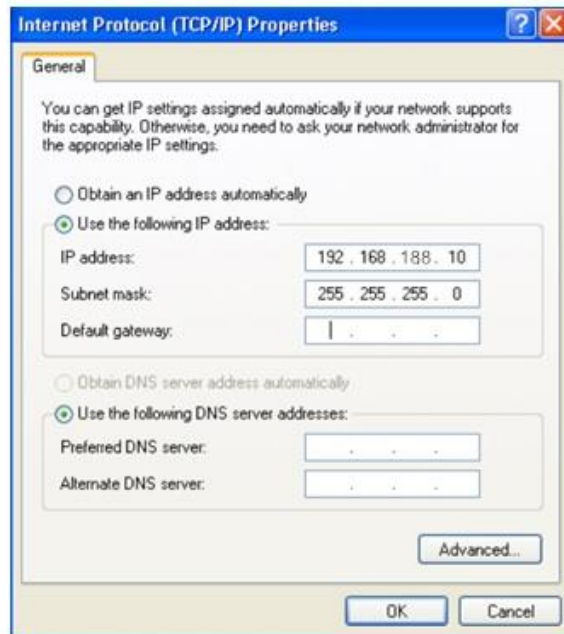 Internet Protocol (TCP/IP) Properties
General
You can get IP settings assigned automatically if your network supports
this capability. Otherwise, you need to ask your network administrator for
the appropriate IP settings.
Obtain an IP address automatically
Use the following IP address:
IP address: 192 . 168 . 188 . 10
Subnet mask: 255 . 255 . 255 . 0
Default gateway: . . .
Obtain DNS server address automatically
Use the following DNS server addresses:
Preferred DNS server: . . .
Alternate DNS server: . . .
Advanced...
OK Cancel